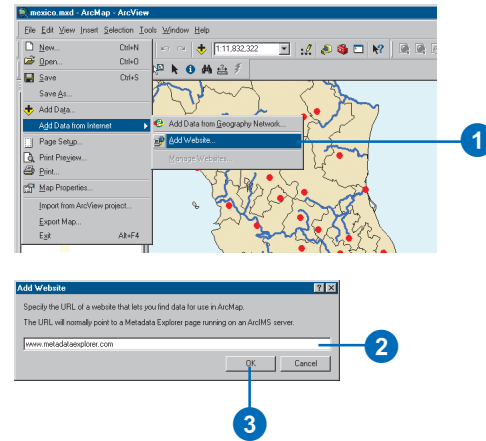 mexico.mxd - ArcMap - ArcView
File Edit View Insert Selection Tools Window Help
New... Ctrl+N
Open... Ctrl+O
1:11,832,322
Save Ctrl+S
Save As...
Add Data...
Add Data from Internet
Add Data from Geography Network...
Page Setup...
Add Website...
1
Print Preview...
Manage Websites...
Print...
Map Properties...
Import from ArcView project...
Export Map...
Exit Alt+F4
Add Website
Specify the URL of a website that lets you find data for use in ArcMap.
The URL will normally point to a Metadata Explorer page running on an ArcIMS server.
www.metadataexplorer.com
2
OK Cancel
3